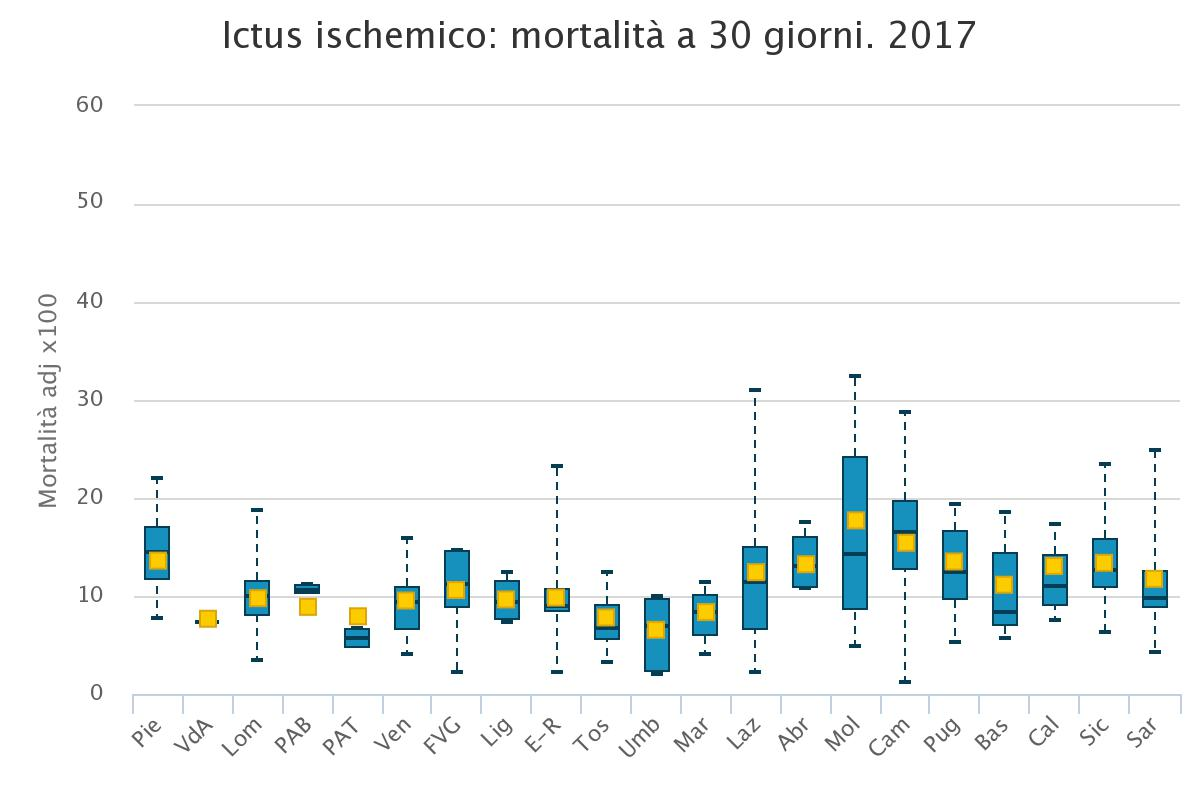 Ictus ischemico: mortalità a 30 giorni. 2017
Mortalità adj x100
60
50
40
30
20
10
0
Pie
VdA
Lom
PAB
PAT
Ven
FVG
Lig
E-R
Tos
Umb
Mar
Laz
Abr
Mol
Cam
Pug
Bas
Cal
Sic
Sar